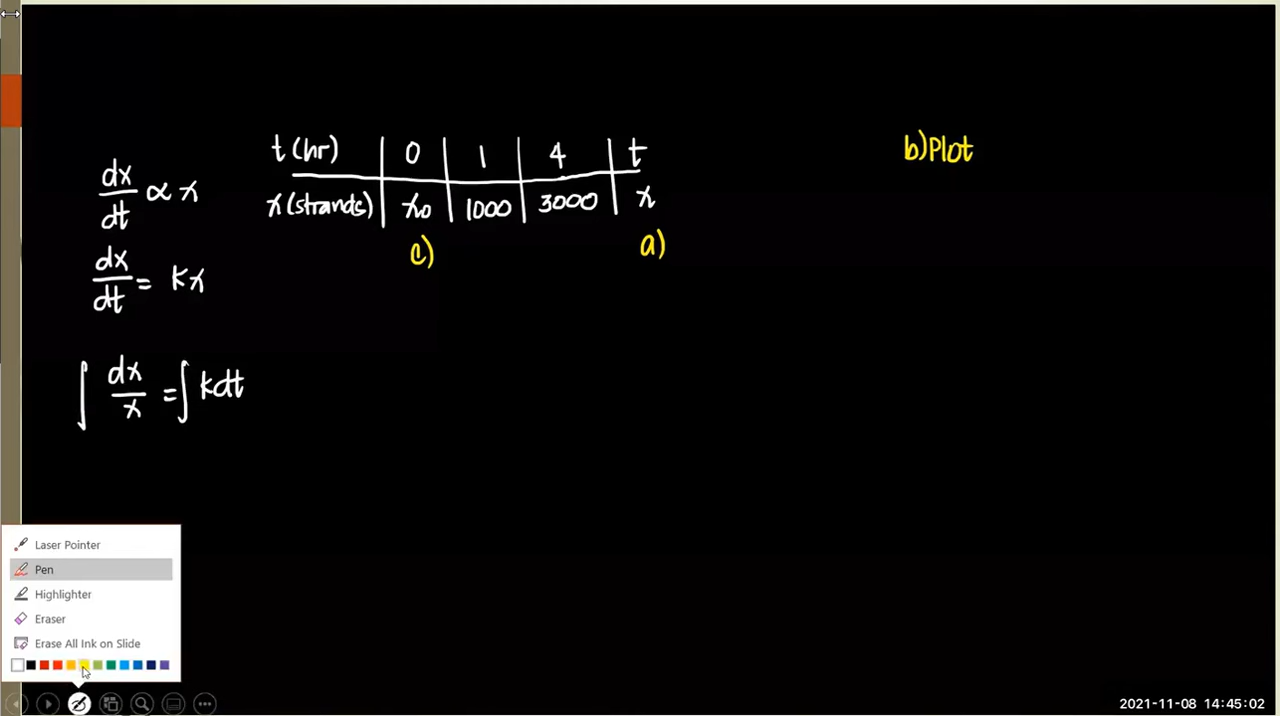 t (hr) | 0 | 1 | 4 | t
x (strands) | x₀ | 1000 | 3000 | x
c) a)
b) Plot
dx/dt ∝ x
dx/dt = kx
∫ dx/x = ∫ kdt
Laser Pointer
Pen
Highlighter
Eraser
Erase All Ink on Slide
2021-11-08 14:45:02